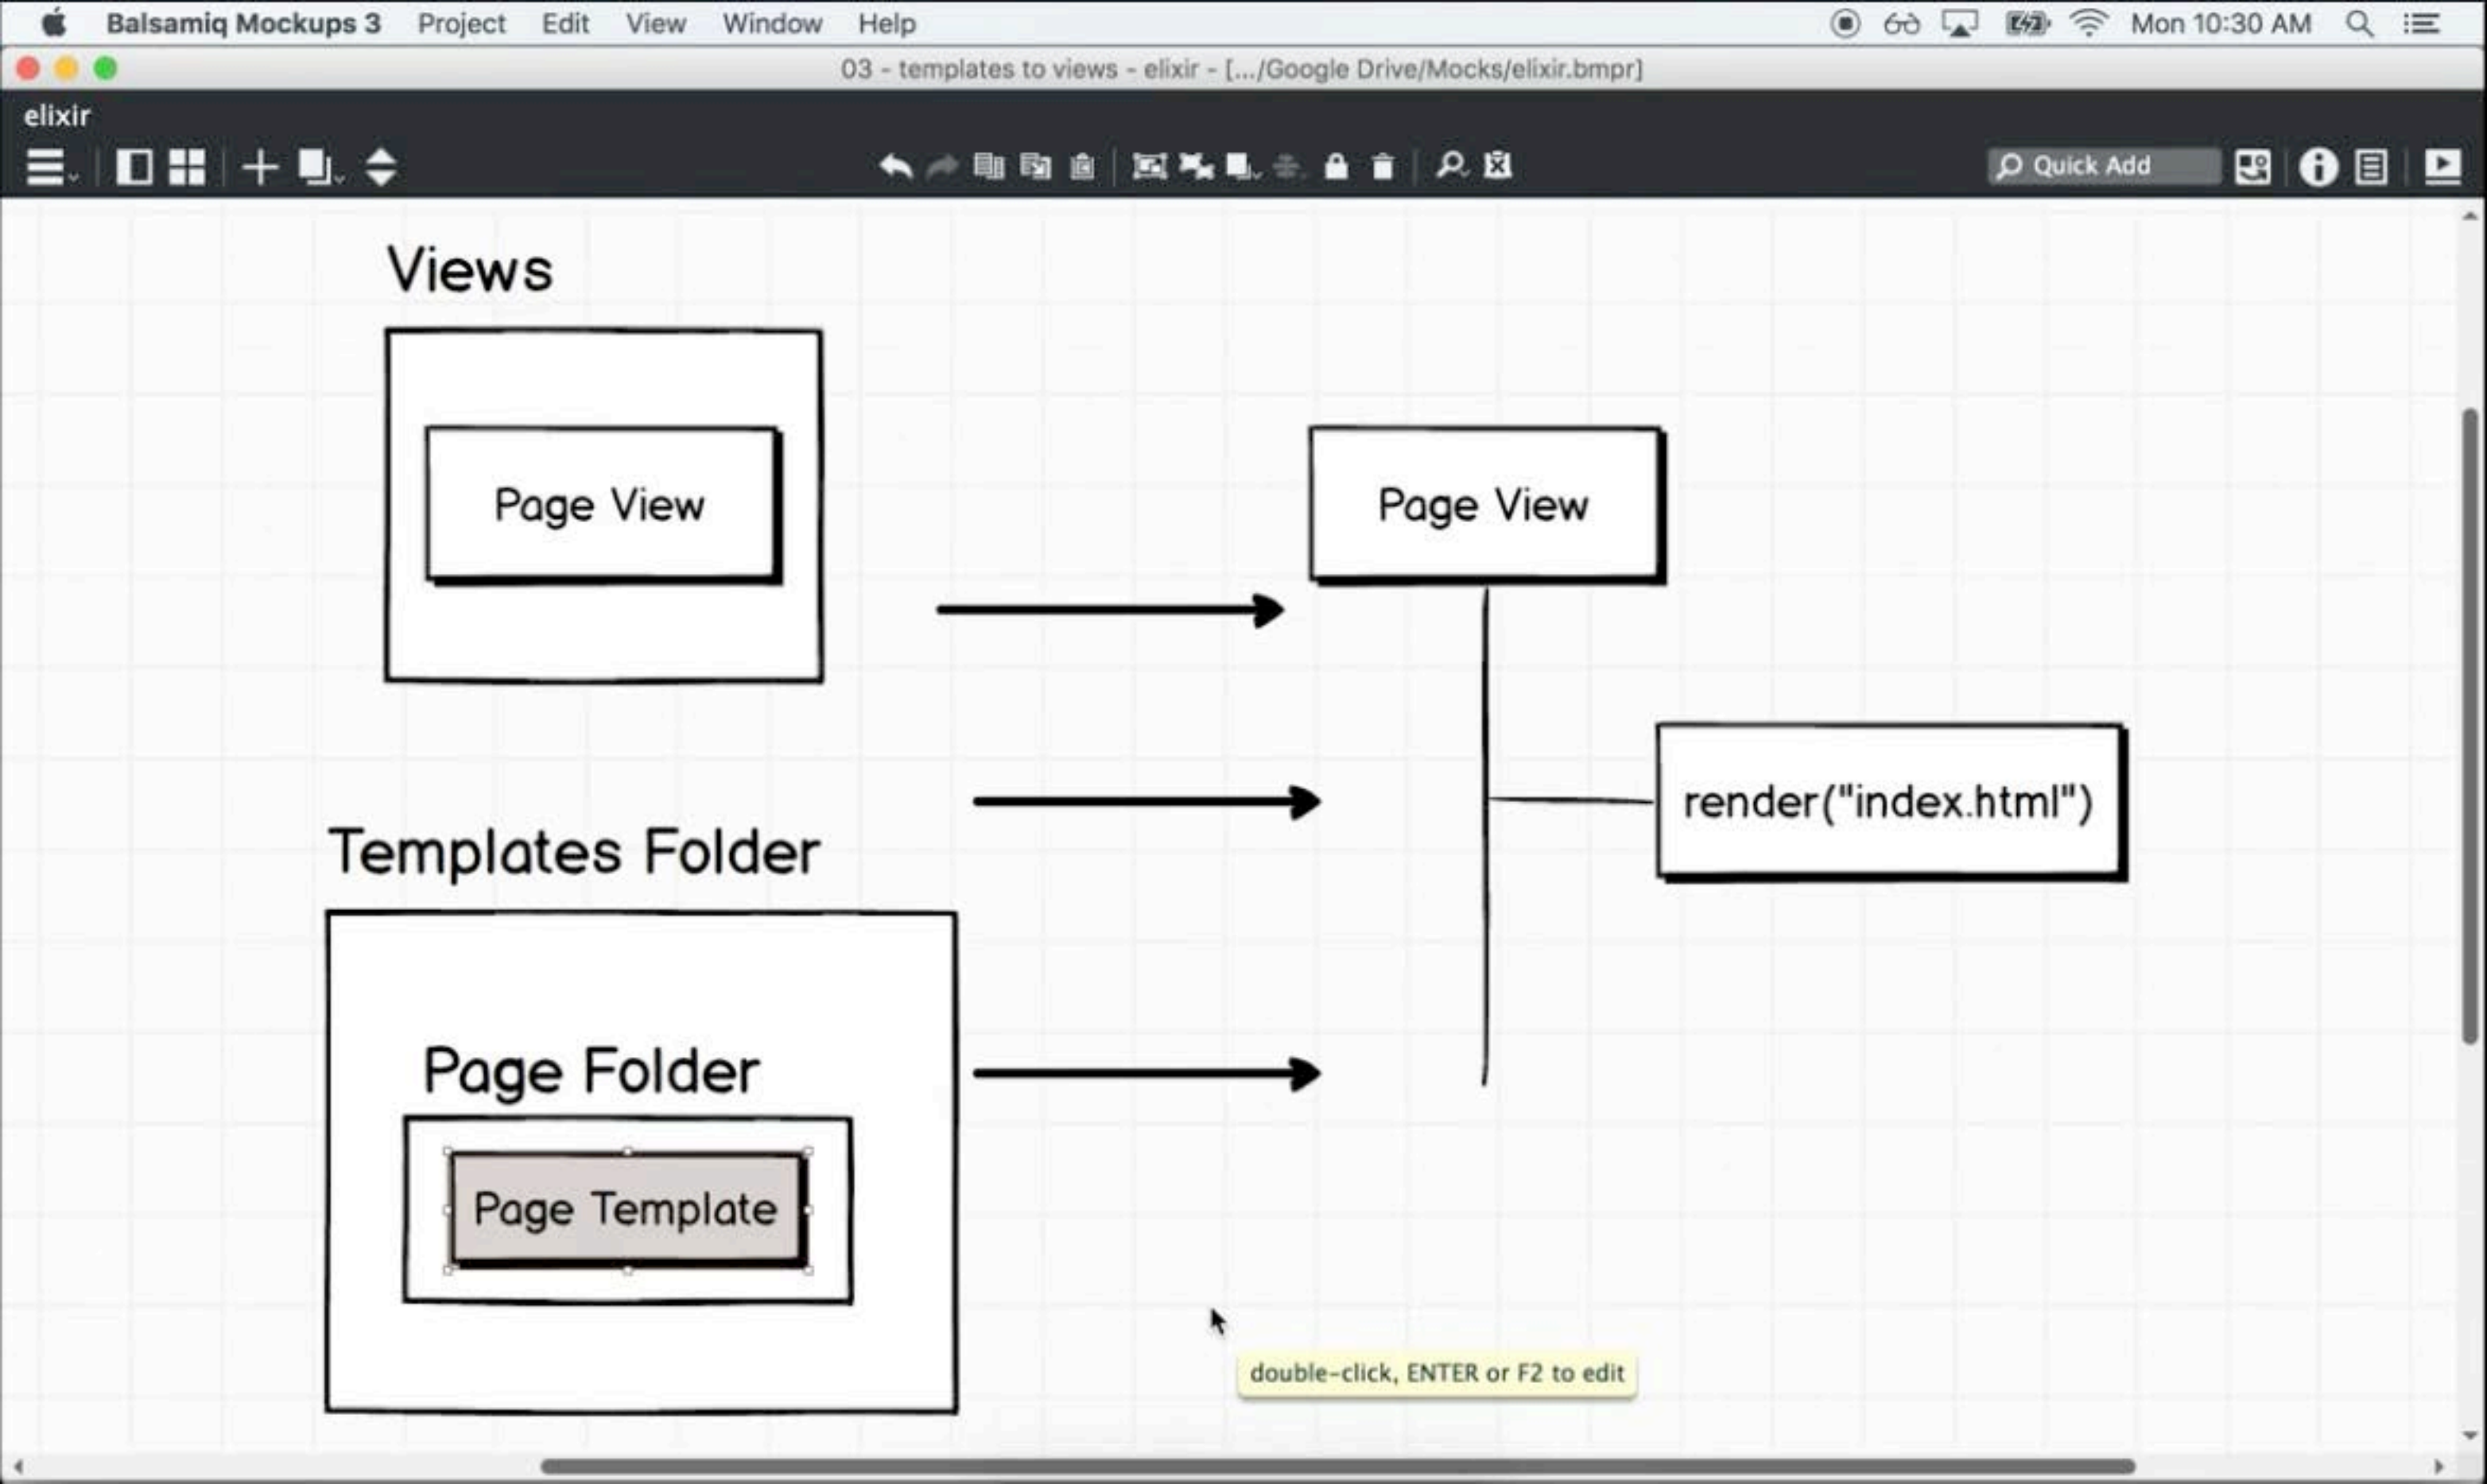 Balsamiq Mockups 3 Project Edit View Window Help Mon 10:30 AM
03 - templates to views - elixir - [.../Google Drive/Mocks/elixir.bmpr]
elixir
Quick Add
Views
Page View
Page View
render("index.html")
Templates Folder
Page Folder
Page Template
double-click, ENTER or F2 to edit